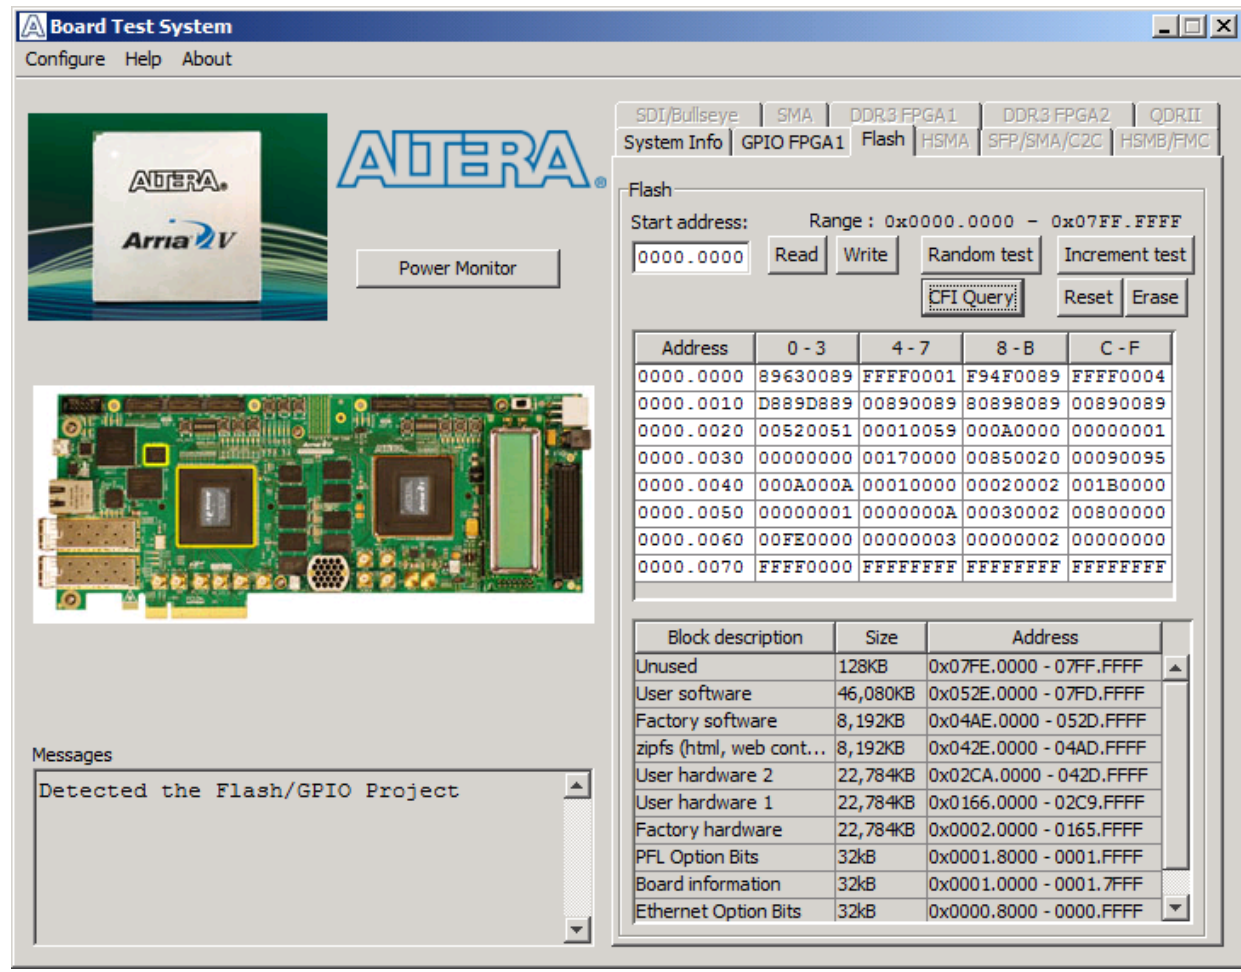 Board Test System
Configure Help About
SDI/Bullseye SMA DDR3 FPGA1 DDR3 FPGA2 QDRII
System Info GPIO FPGA1 Flash HSMA SFP/SMA/C2C HSMB/FMC
ALTERA®
ALTERA®
Arria V
Power Monitor
Flash
Start address: Range : 0x0000.0000 - 0x07FF.FFFF
0000.0000 Read Write Random test Increment test
CFI Query Reset Erase
Address 0 - 3 4 - 7 8 - B C - F
0000.0000 89630089 FFFF0001 F94F0089 FFFF0004
0000.0010 D889D889 00890089 80898089 00890089
0000.0020 00520051 00010059 000A0000 00000001
0000.0030 00000000 00170000 00850020 00090095
0000.0040 000A000A 00010000 00020002 001B0000
0000.0050 00000001 0000000A 00030002 00800000
0000.0060 00FE0000 00000003 00000002 00000000
0000.0070 FFFF0000 FFFFFFFF FFFFFFFF FFFFFFFF
Block description Size Address
Unused 128KB 0x07FE.0000 - 07FF.FFFF
User software 46,080KB 0x052E.0000 - 07FD.FFFF
Factory software 8,192KB 0x04AE.0000 - 052D.FFFF
zipfs (html, web cont... 8,192KB 0x042E.0000 - 04AD.FFFF
User hardware 2 22,784KB 0x02CA.0000 - 042D.FFFF
User hardware 1 22,784KB 0x0166.0000 - 02C9.FFFF
Factory hardware 22,784KB 0x0002.0000 - 0165.FFFF
PFL Option Bits 32kB 0x0001.8000 - 0001.FFFF
Board information 32kB 0x0001.0000 - 0001.7FFF
Ethernet Option Bits 32kB 0x0000.8000 - 0000.FFFF
Messages
Detected the Flash/GPIO Project